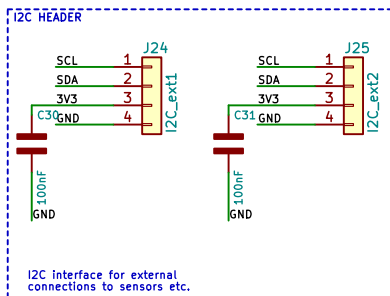 I2C HEADER
J24
SCL 1
SDA 2
3V3 3
GND 4
I2C_ext1
C30
100nF
GND
J25
SCL 1
SDA 2
3V3 3
GND 4
I2C_ext2
C31
100nF
GND
I2C interface for external
connections to sensors etc.